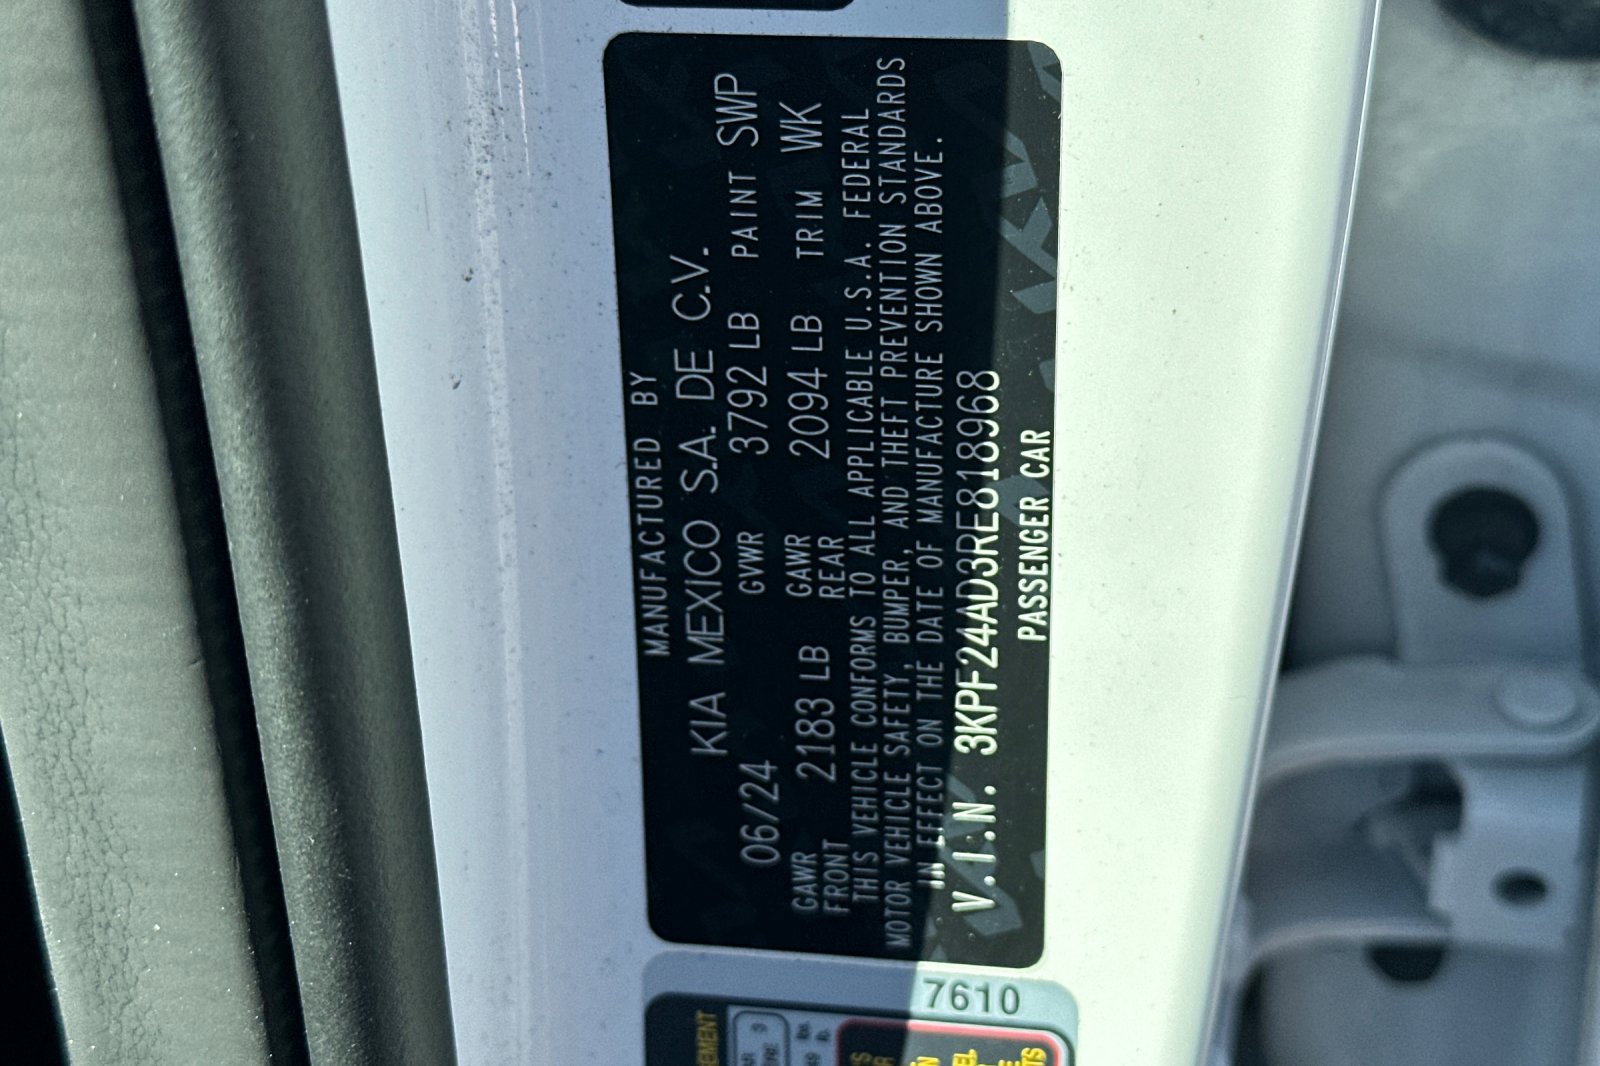 MANUFACTURED BY
KIA MEXICO S.A. DE C.V.
06/24 GVWR 3792 LB PAINT SWP
GAWR FRONT 2183 LB GAWR REAR 2094 LB TRIM WK
THIS VEHICLE CONFORMS TO ALL APPLICABLE U.S.A. FEDERAL
MOTOR VEHICLE SAFETY, BUMPER, AND THEFT PREVENTION STANDARDS
IN EFFECT ON THE DATE OF MANUFACTURE SHOWN ABOVE.
V.I.N. 3KPF24AD3RE818968
PASSENGER CAR
7610